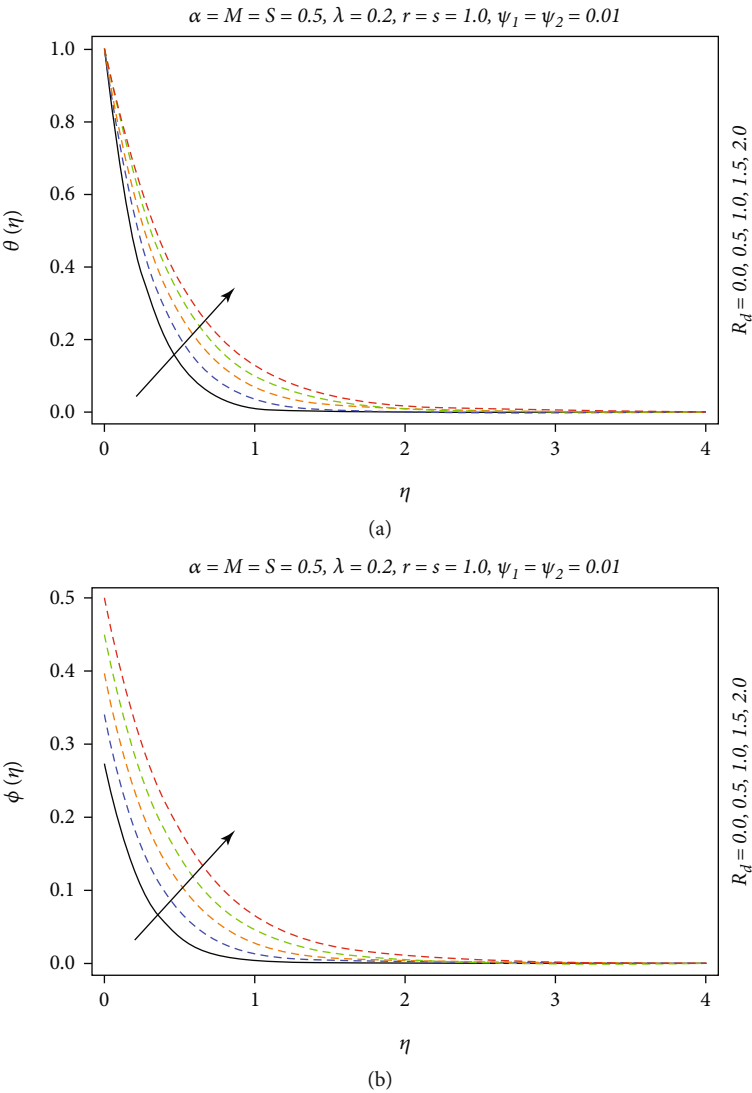 α = M = S = 0.5, λ = 0.2, r = s = 1.0, ψ1 = ψ2 = 0.01
1.0
0.8
0.6
0.4
0.2
0.0
θ (η)
0 1 2 3 4
η
R_d = 0.0, 0.5, 1.0, 1.5, 2.0
(a)
α = M = S = 0.5, λ = 0.2, r = s = 1.0, ψ1 = ψ2 = 0.01
0.5
0.4
0.3
0.2
0.1
0.0
ϕ (η)
0 1 2 3 4
η
R_d = 0.0, 0.5, 1.0, 1.5, 2.0
(b)